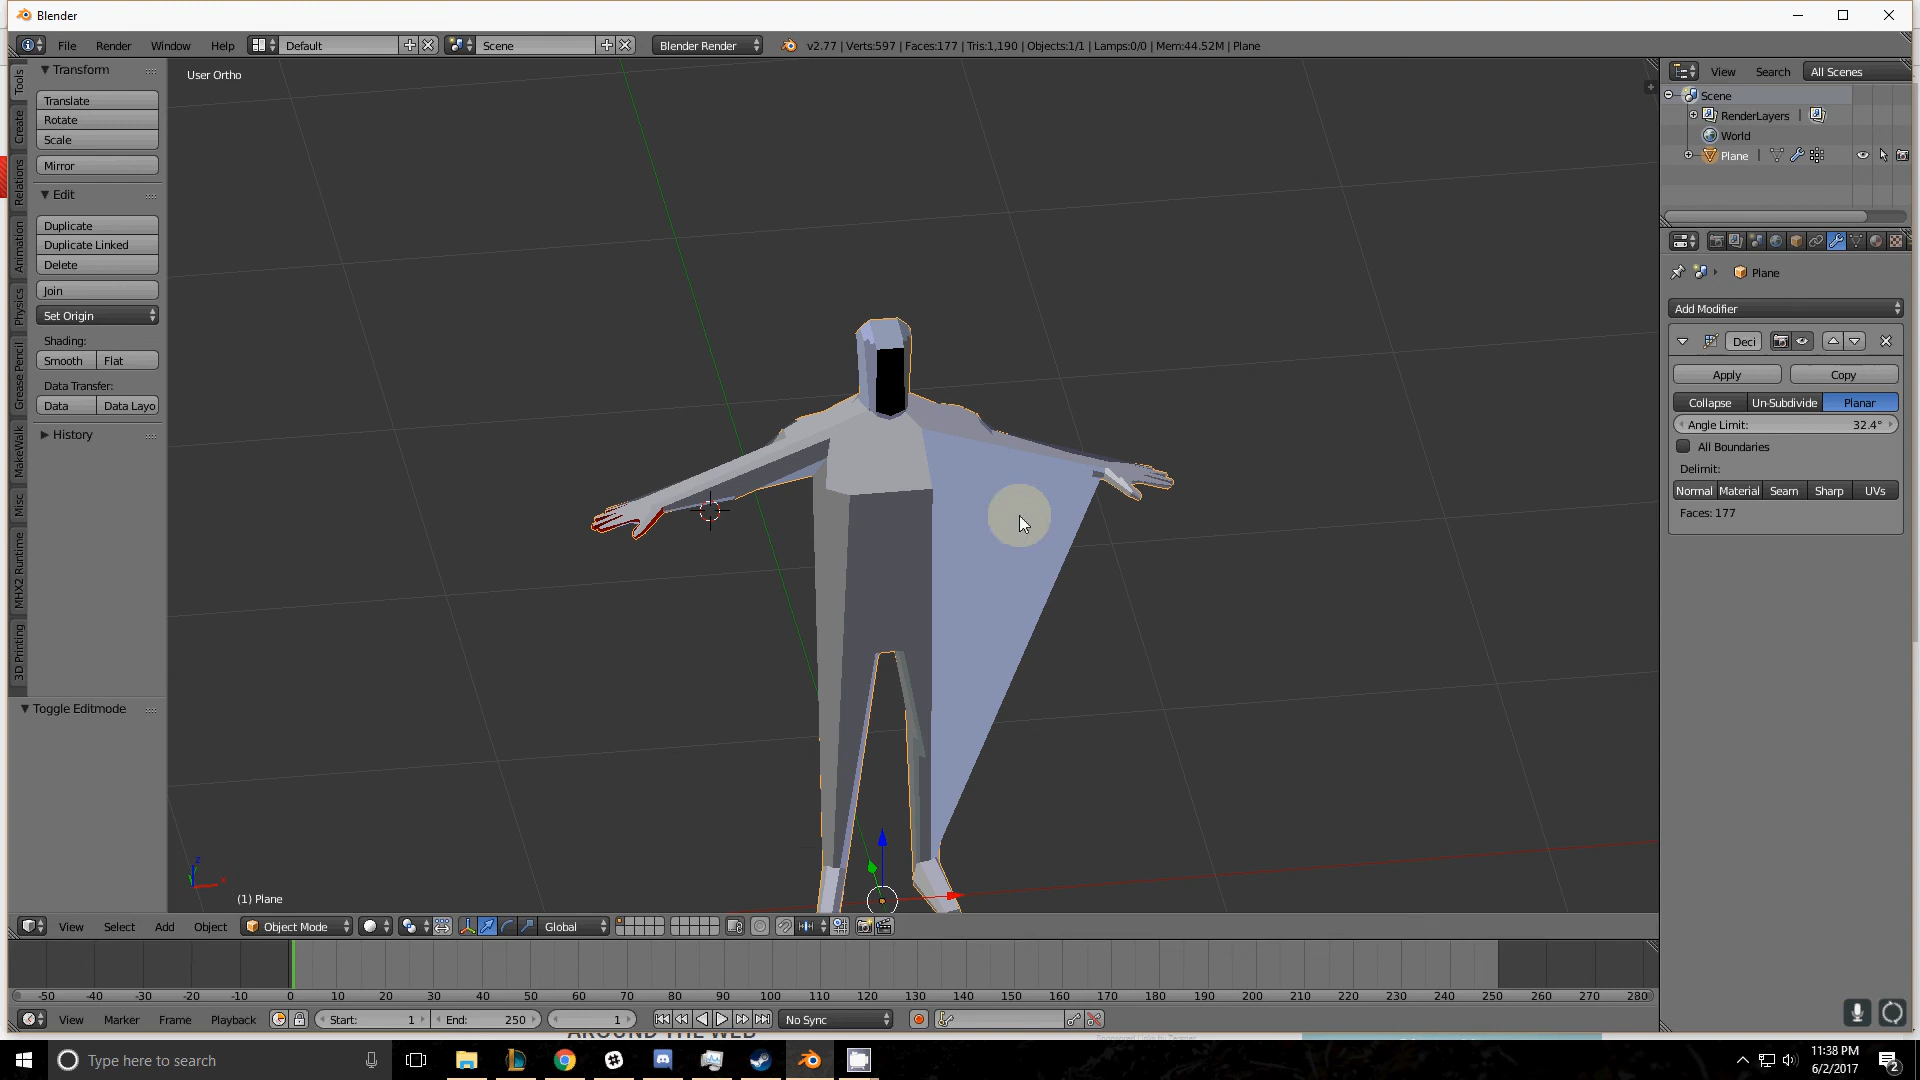 Blender
File Render Window Help Default Scene Blender Render v2.77 | Verts:597 | Faces:177 | Tris:1,190 | Objects:1/1 | Lamps:0/0 | Mem:44.52M | Plane
Tools
Create
Relations
Animation
Physics
Grease Pencil
MakeWalk
Misc
MHX2 Runtime
3D Printing
Transform
Translate
Rotate
Scale
Mirror
Edit
Duplicate
Duplicate Linked
Delete
Join
Set Origin
Shading:
Smooth Flat
Data Transfer:
Data Data Layo
History
Toggle Editmode
User Ortho
z
x
(1) Plane
View Search All Scenes
Scene
RenderLayers |
World
Plane |
Plane
Add Modifier
Deci
Apply Copy
Collapse Un-Subdivide Planar
Angle Limit: 32.4°
All Boundaries
Delimit:
Normal Material Seam Sharp UVs
Faces: 177
View Select Add Object Object Mode Global
-50 -40 -30 -20 -10 0 10 20 30 40 50 60 70 80 90 100 110 120 130 140 150 160 170 180 190 200 210 220 230 240 250 260 270 280
View Marker Frame Playback Start: 1 End: 250 1 No Sync
AROUND THE WEB
Type here to search
11:38 PM
6/2/2017
2